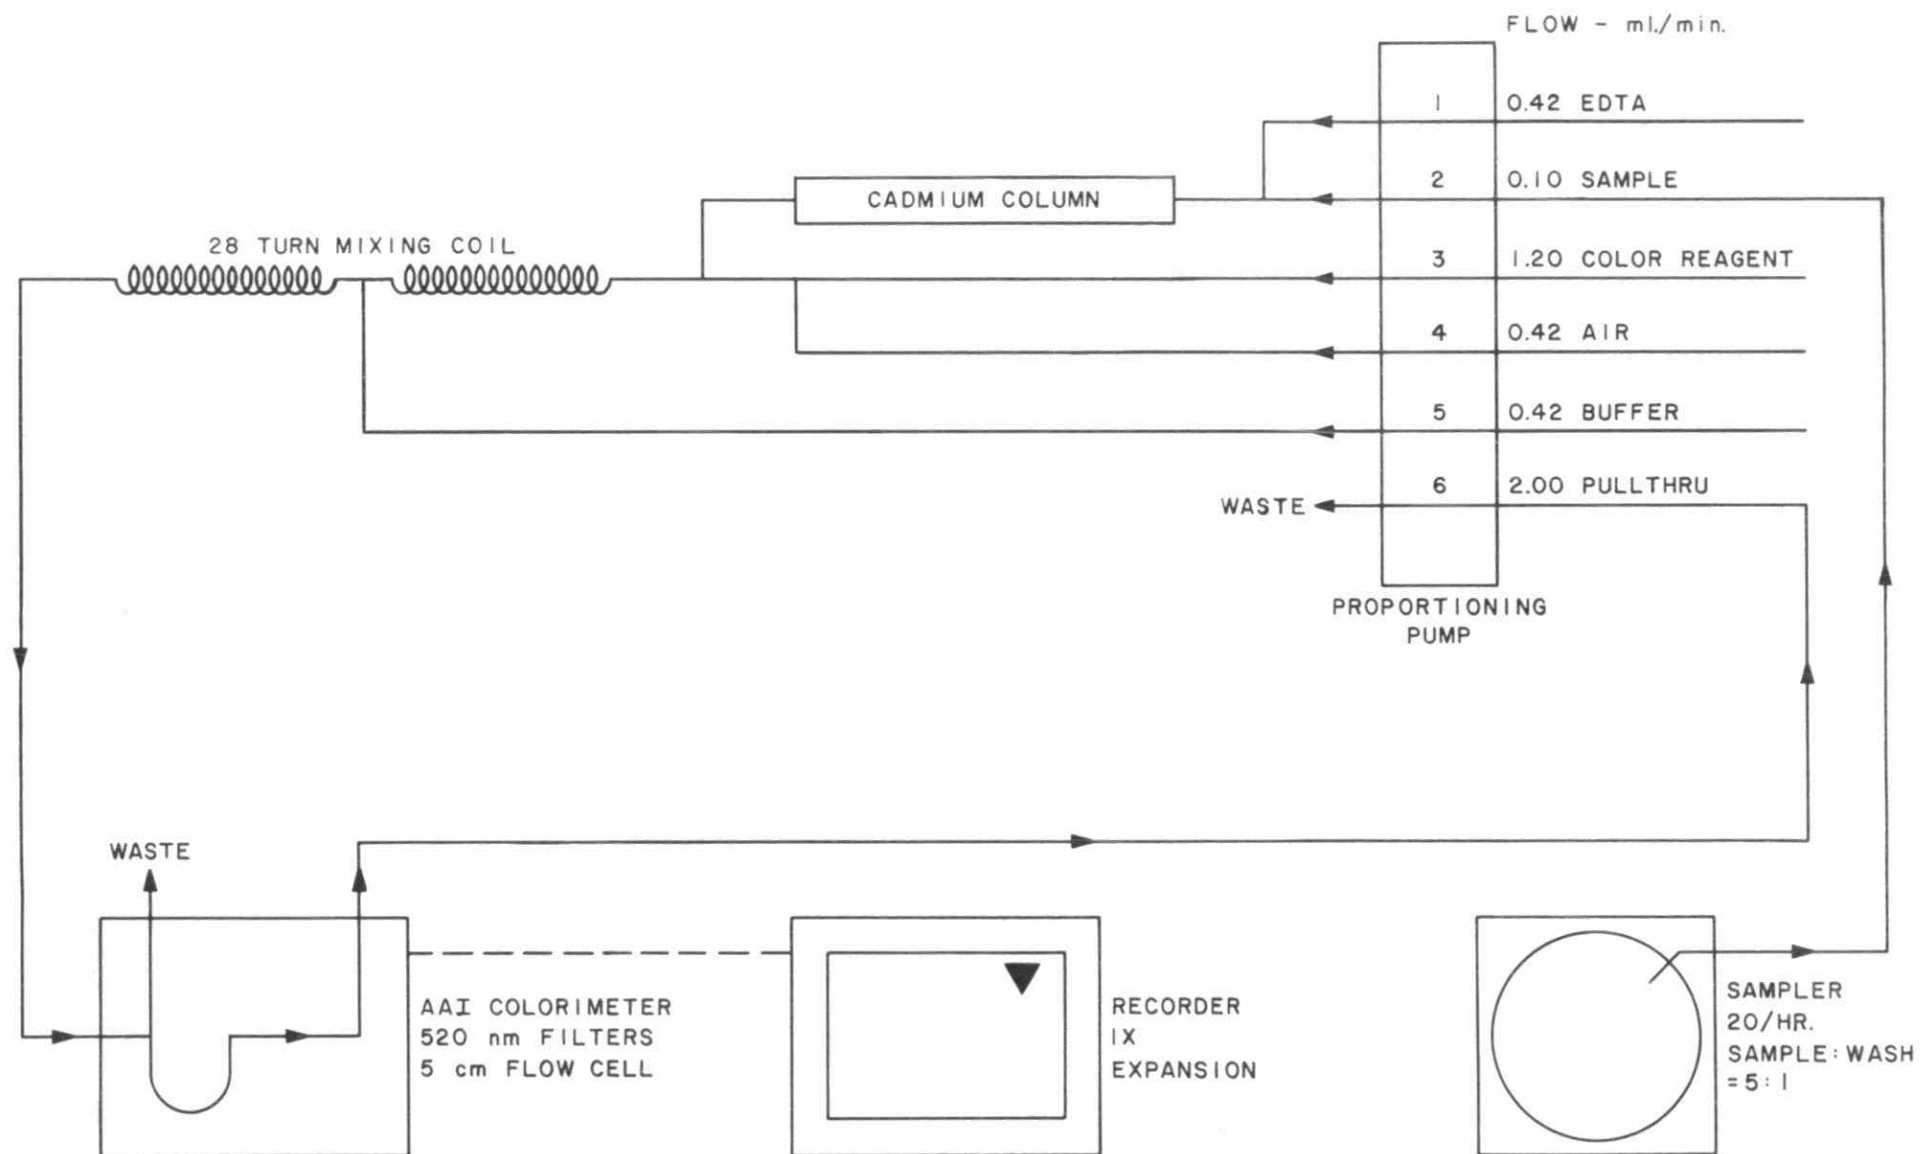 FLOW - ml./min.
1 0.42 EDTA
2 0.10 SAMPLE
CADMIUM COLUMN
28 TURN MIXING COIL
3 1.20 COLOR REAGENT
4 0.42 AIR
5 0.42 BUFFER
6 2.00 PULLTHRU
WASTE
PROPORTIONING
PUMP
WASTE
AAI COLORIMETER
520 nm FILTERS
5 cm FLOW CELL
RECORDER
1X
EXPANSION
SAMPLER
20/HR.
SAMPLE: WASH
= 5:1